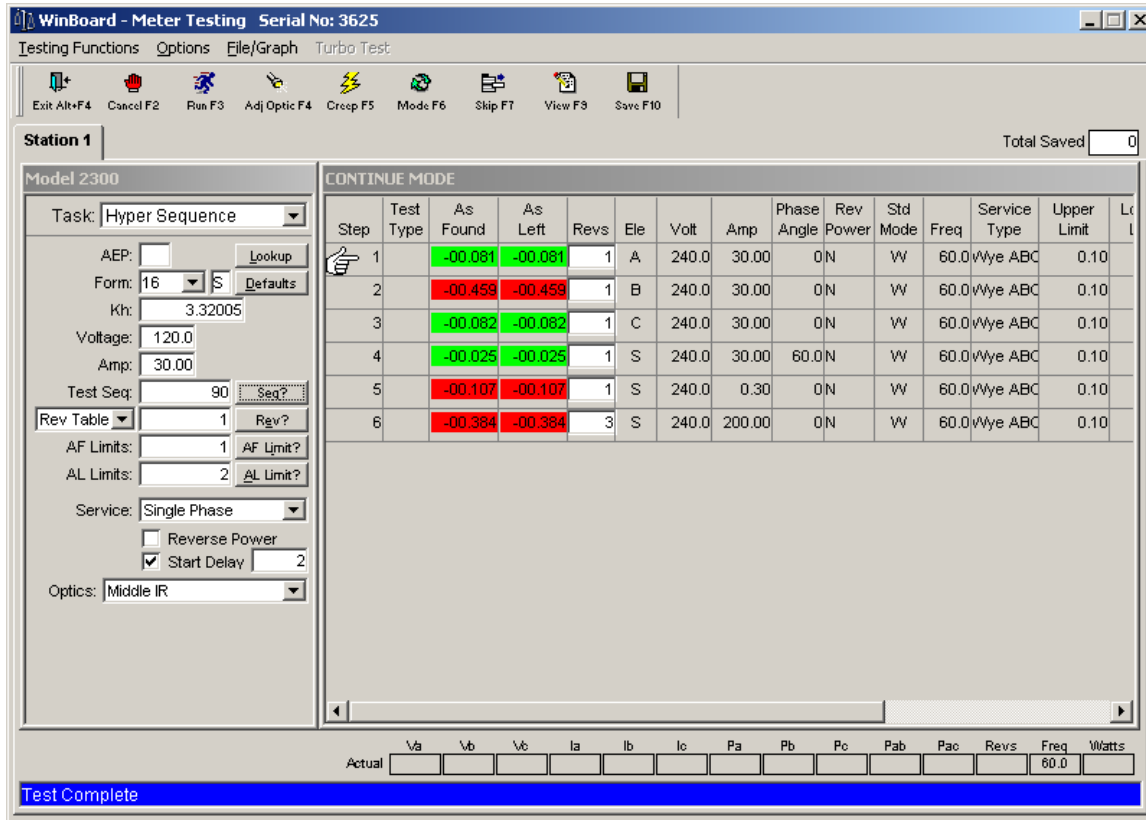 WinBoard - Meter Testing   Serial No: 3625
Testing Functions   Options   File/Graph   Turbo Test
Exit Alt+F4   Cancel F2   Run F3   Adj Optic F4   Creep F5   Mode F6   Skip F7   View F9   Save F10
Station 1   Total Saved 0
Model 2300
Task: Hyper Sequence
AEP:   Lookup
Form: 16 S Defaults
Kh: 3.32005
Voltage: 120.0
Amp: 30.00
Test Seq: 90 Seq?
Rev Table 1 Rev?
AF Limits: 1 AF Limit?
AL Limits: 2 AL Limit?
Service: Single Phase
Reverse Power
Start Delay 2
Optics: Middle IR
CONTINUE MODE
Step   Test Type   As Found   As Left   Revs   Ele   Volt   Amp   Phase Angle   Rev Power   Std Mode   Freq   Service Type   Upper Limit   Lo L
1   -00.081   -00.081   1   A   240.0   30.00   0   N   W   60.0   Wye ABC   0.10
2   -00.459   -00.459   1   B   240.0   30.00   0   N   W   60.0   Wye ABC   0.10
3   -00.082   -00.082   1   C   240.0   30.00   0   N   W   60.0   Wye ABC   0.10
4   -00.025   -00.025   1   S   240.0   30.00   60.0   N   W   60.0   Wye ABC   0.10
5   -00.107   -00.107   1   S   240.0   0.30   0   N   W   60.0   Wye ABC   0.10
6   -00.384   -00.384   3   S   240.0   200.00   0   N   W   60.0   Wye ABC   0.10
Va   Vb   Vc   Ia   Ib   Ic   Pa   Pb   Pc   Pab   Pac   Revs   Freq   Watts
Actual   60.0
Test Complete